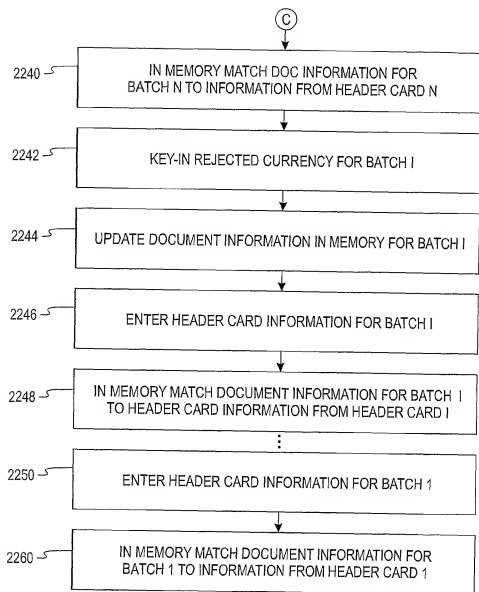 C
2240
IN MEMORY MATCH DOC INFORMATION FOR
BATCH N TO INFORMATION FROM HEADER CARD N
2242
KEY-IN REJECTED CURRENCY FOR BATCH I
2244
UPDATE DOCUMENT INFORMATION IN MEMORY FOR BATCH I
2246
ENTER HEADER CARD INFORMATION FOR BATCH I
2248
IN MEMORY MATCH DOCUMENT INFORMATION FOR BATCH I
TO HEADER CARD INFORMATION FROM HEADER CARD I
2250
ENTER HEADER CARD INFORMATION FOR BATCH 1
2260
IN MEMORY MATCH DOCUMENT INFORMATION FOR
BATCH 1 TO INFORMATION FROM HEADER CARD 1